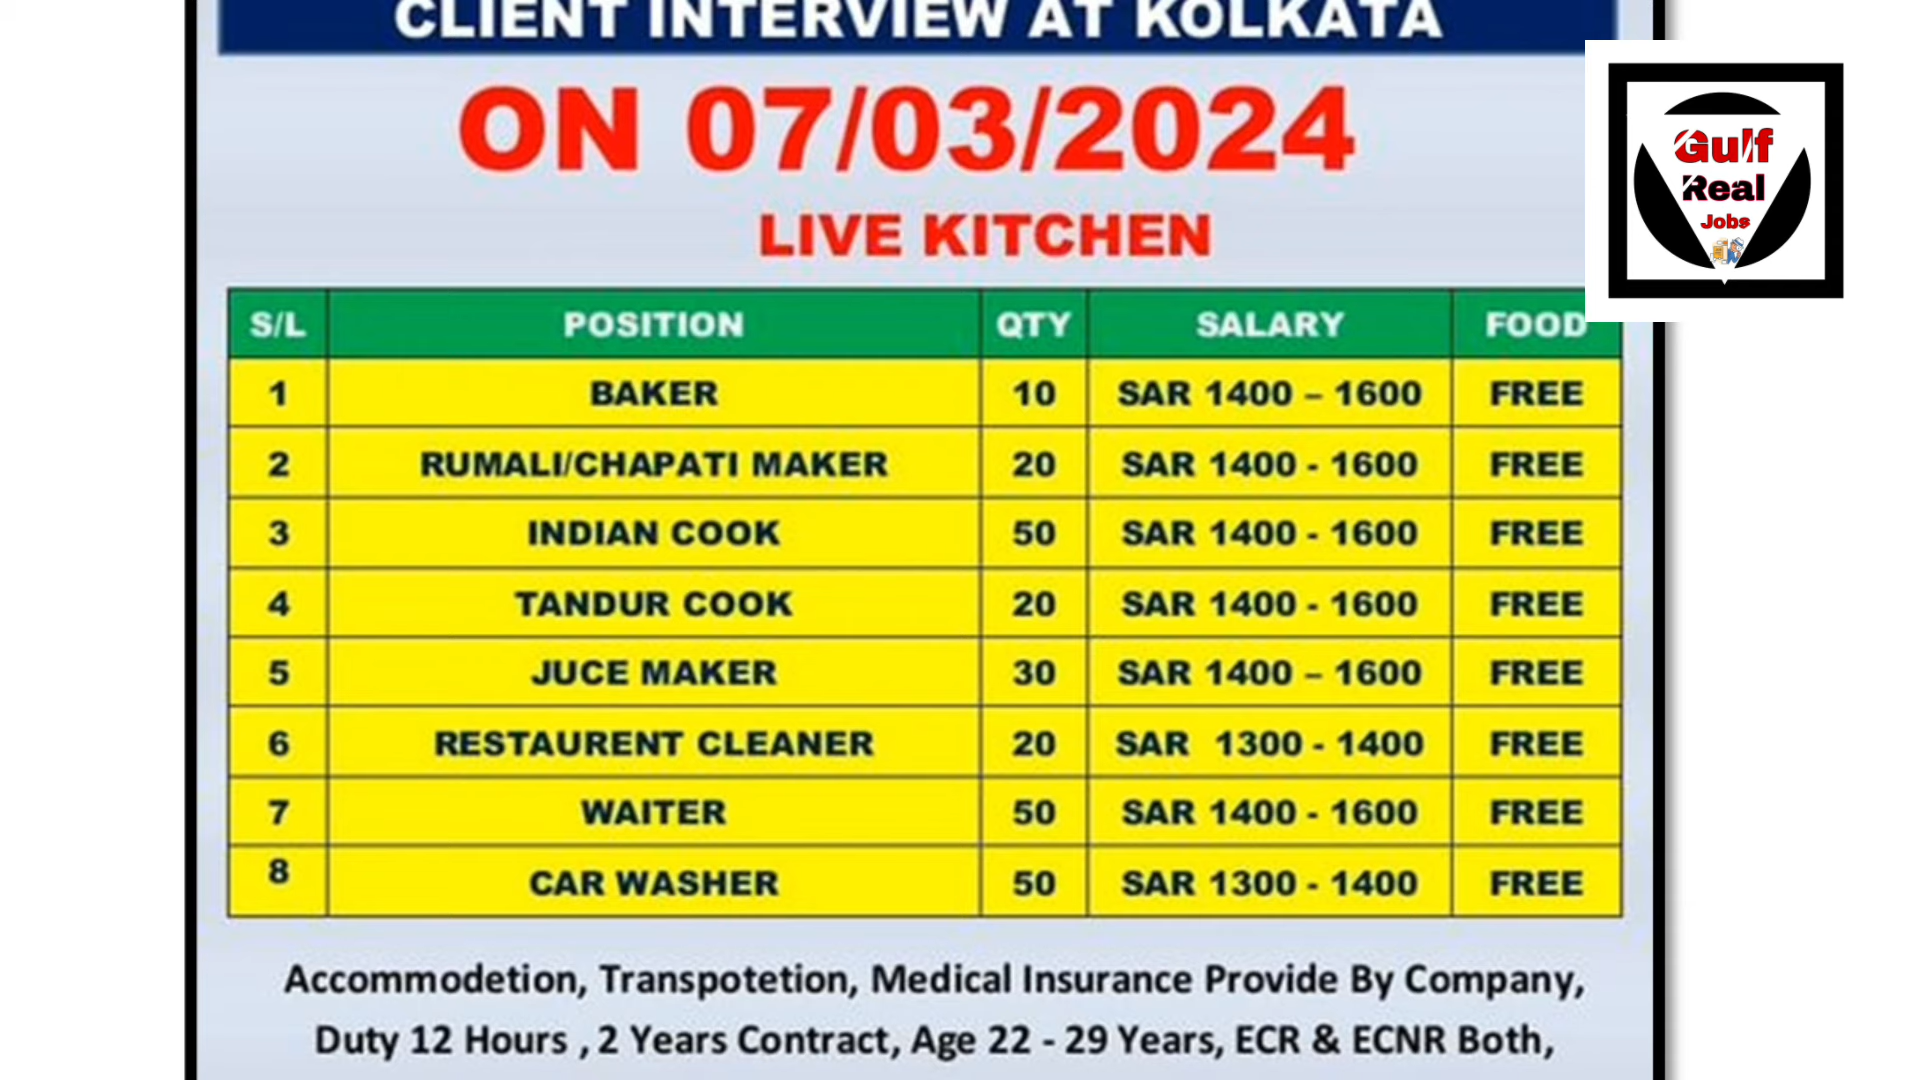 CLIENT INTERVIEW AT KOLKATA
ON 07/03/2024
LIVE KITCHEN
Gulf
Real
Jobs
S/L POSITION QTY SALARY FOOD
1 BAKER 10 SAR 1400 – 1600 FREE
2 RUMALI/CHAPATI MAKER 20 SAR 1400 - 1600 FREE
3 INDIAN COOK 50 SAR 1400 - 1600 FREE
4 TANDUR COOK 20 SAR 1400 - 1600 FREE
5 JUCE MAKER 30 SAR 1400 – 1600 FREE
6 RESTAURENT CLEANER 20 SAR 1300 - 1400 FREE
7 WAITER 50 SAR 1400 - 1600 FREE
8 CAR WASHER 50 SAR 1300 - 1400 FREE
Accommodetion, Transpotetion, Medical Insurance Provide By Company,
Duty 12 Hours , 2 Years Contract, Age 22 - 29 Years, ECR & ECNR Both,